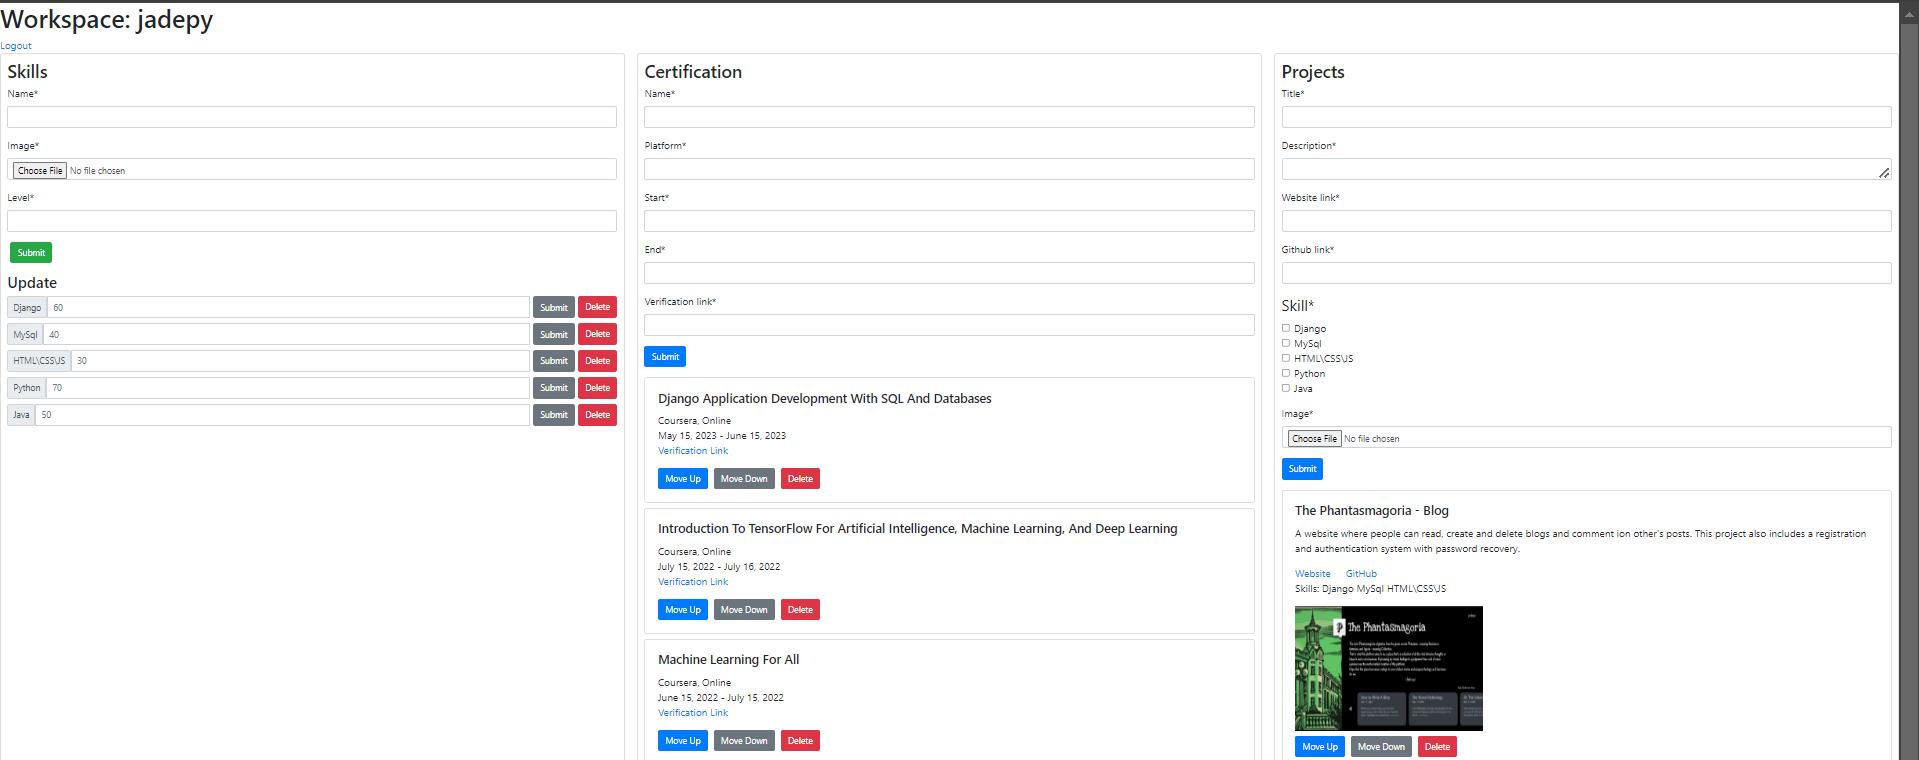 Workspace: jadepy
Logout
Skills
Name*
Image*
Choose File No file chosen
Level*
Submit
Update
Django 60 Submit Delete
MySql 40 Submit Delete
HTML\CSS\JS 30 Submit Delete
Python 70 Submit Delete
Java 50 Submit Delete
Certification
Name*
Platform*
Start*
End*
Verification link*
Submit
Django Application Development With SQL And Databases
Coursera, Online
May 15, 2023 - June 15, 2023
Verification Link
Move Up Move Down Delete
Introduction To TensorFlow For Artificial Intelligence, Machine Learning, And Deep Learning
Coursera, Online
July 15, 2022 - July 16, 2022
Verification Link
Move Up Move Down Delete
Machine Learning For All
Coursera, Online
June 15, 2022 - July 15, 2022
Verification Link
Move Up Move Down Delete
Projects
Title*
Description*
Website link*
Github link*
Skill*
Django
MySql
HTML\CSS\JS
Python
Java
Image*
Choose File No file chosen
Submit
The Phantasmagoria - Blog
A website where people can read, create and delete blogs and comment ion other's posts. This project also includes a registration
and authentication system with password recovery.
Website GitHub
Skills: Django MySql HTML\CSS\JS
The Phantasmagoria
Move Up Move Down Delete